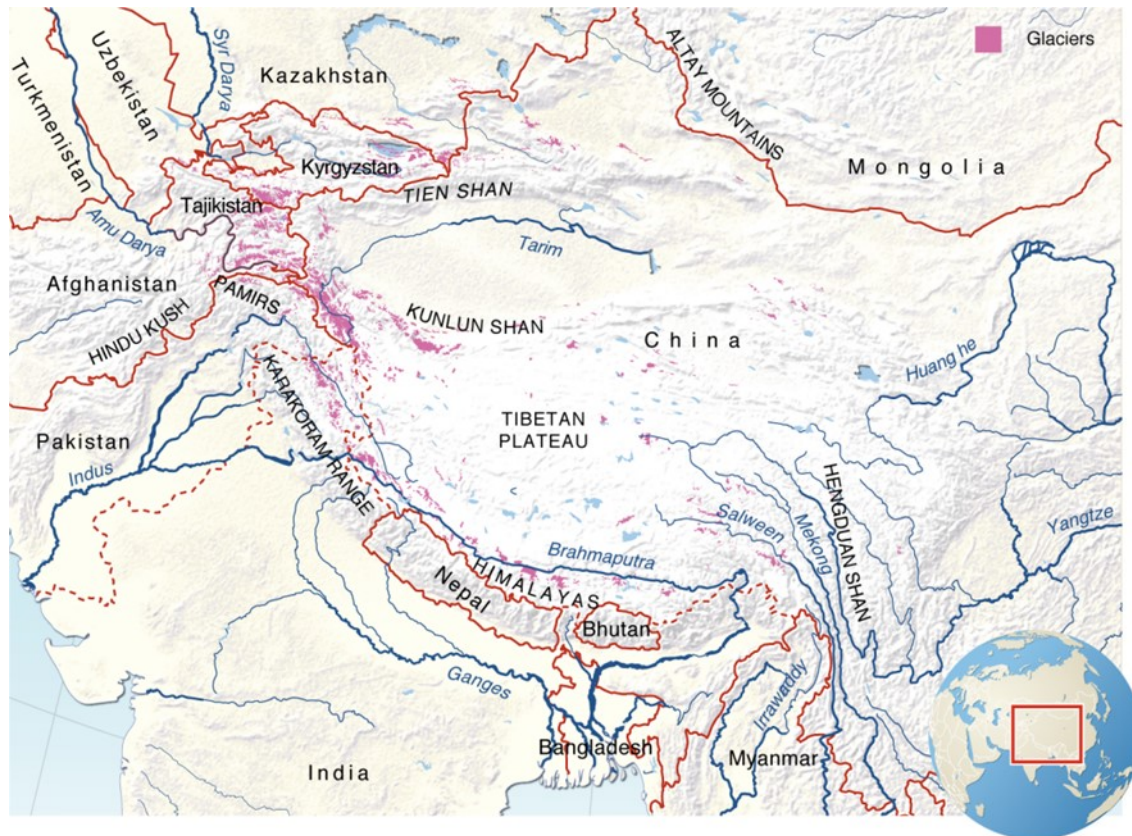 Glaciers
Kazakhstan
Syr Darya
Uzbekistan
Turkmenistan
ALTAY MOUNTAINS
Mongolia
Kyrgyzstan
TIEN SHAN
Tajikistan
Amu Darya
Tarim
Afghanistan
PAMIRS
HINDU KUSH
KUNLUN SHAN
China
Huang he
KARAKORAM RANGE
TIBETAN
PLATEAU
Pakistan
Indus
HENGDUAN SHAN
Salween
Mekong
Yangtze
Brahmaputra
HIMALAYAS
Nepal
Bhutan
Ganges
Irrawaddy
Bangladesh
Myanmar
India